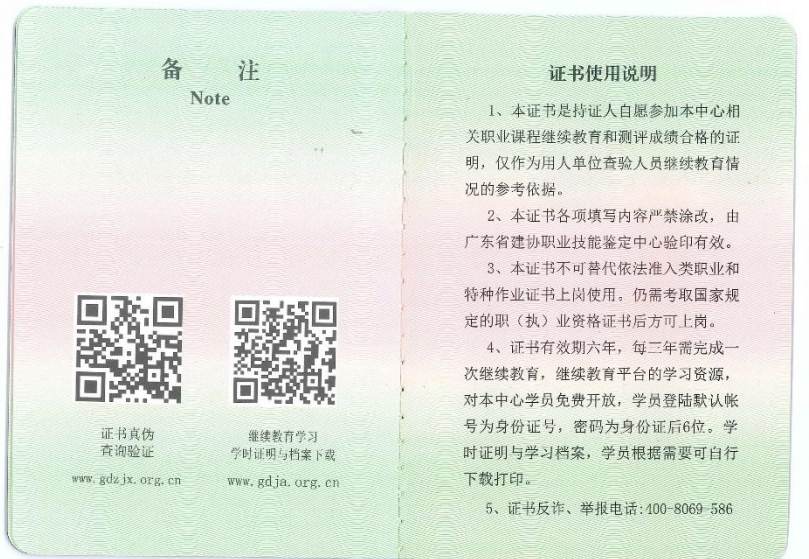 备 注
Note
证书真伪
查询验证
www.gdzjx.org.cn
继续教育学习
学时证明与档案下载
www.gdja.org.cn
证书使用说明
1、本证书是持证人自愿参加本中心相
关职业课程继续教育和测评成绩合格的证
明，仅作为用人单位查验人员继续教育情
况的参考依据。
2、本证书各项填写内容严禁涂改，由
广东省建协职业技能鉴定中心验印有效。
3、本证书不可替代依法准入类职业和
特种作业证书上岗使用。仍需考取国家规
定的职（执）业资格证书后方可上岗。
4、证书有效期六年，每三年需完成一
次继续教育，继续教育平台的学习资源，
对本中心学员免费开放，学员登陆默认帐
号为身份证号，密码为身份证后6位。学
时证明与学习档案，学员根据需要可自行
下载打印。
5、证书反诈、举报电话:400-8069-586